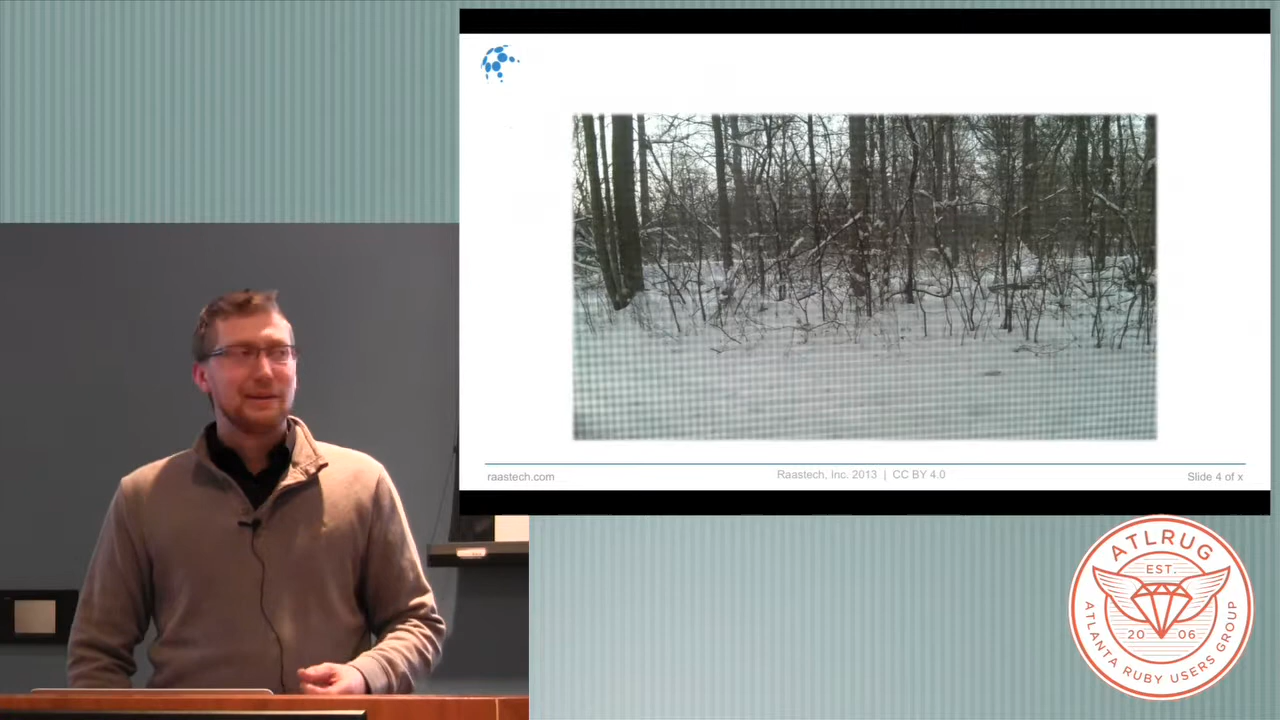 raastech.com
Raastech, Inc. 2013 | CC BY 4.0
Slide 4 of x
ATLRUG
EST.
20 06
ATLANTA RUBY USERS GROUP